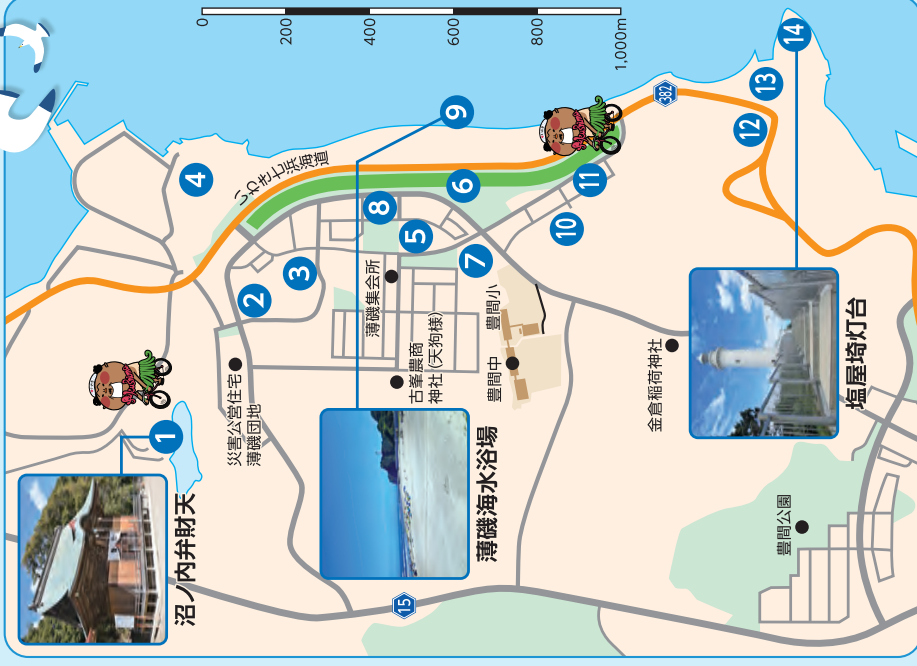 0
200
400
600
800
1,000m
9
14
13
12
382
4
いわき七浜海道
8
6
11
10
5
7
3
2
薄磯集会所
豊間小
豊間中
古峯農商
神社(天狗様)
災害公営住宅
薄磯団地
1
沼ノ内弁財天
薄磯海水浴場
金倉稲荷神社
塩屋埼灯台
豊間公園
15